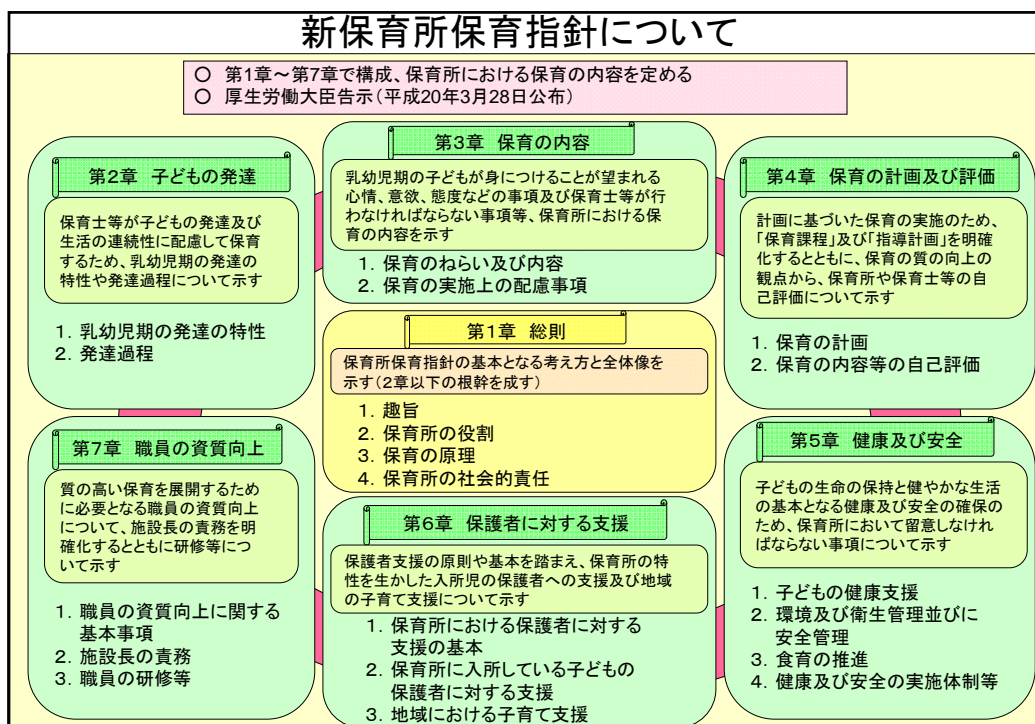 新保育所保育指針について
○ 第1章～第7章で構成、保育所における保育の内容を定める
○ 厚生労働大臣告示(平成20年3月28日公布)
第2章 子どもの発達
保育士等が子どもの発達及び
生活の連続性に配慮して保育
するため、乳幼児期の発達の
特性や発達過程について示す
1. 乳幼児期の発達の特性
2. 発達過程
第3章 保育の内容
乳幼児期の子どもが身につけることが望まれる
心情、意欲、態度などの事項及び保育士等が行
わなければならない事項等、保育所における保
育の内容を示す
1. 保育のねらい及び内容
2. 保育の実施上の配慮事項
第4章 保育の計画及び評価
計画に基づいた保育の実施のため、
「保育課程」及び「指導計画」を明確
化するとともに、保育の質の向上の
観点から、保育所や保育士等の自
己評価について示す
1. 保育の計画
2. 保育の内容等の自己評価
第1章 総則
保育所保育指針の基本となる考え方と全体像を
示す(2章以下の根幹を成す)
1. 趣旨
2. 保育所の役割
3. 保育の原理
4. 保育所の社会的責任
第7章 職員の資質向上
質の高い保育を展開するため
に必要となる職員の資質向上
について、施設長の責務を明
確化するとともに研修等につ
いて示す
1. 職員の資質向上に関する
基本事項
2. 施設長の責務
3. 職員の研修等
第6章 保護者に対する支援
保護者支援の原則や基本を踏まえ、保育所の特
性を生かした入所児の保護者への支援及び地域
の子育て支援について示す
1. 保育所における保護者に対する
支援の基本
2. 保育所に入所している子どもの
保護者に対する支援
3. 地域における子育て支援
第5章 健康及び安全
子どもの生命の保持と健やかな生活
の基本となる健康及び安全の確保の
ため、保育所において留意しなけれ
ばならない事項について示す
1. 子どもの健康支援
2. 環境及び衛生管理並びに
安全管理
3. 食育の推進
4. 健康及び安全の実施体制等